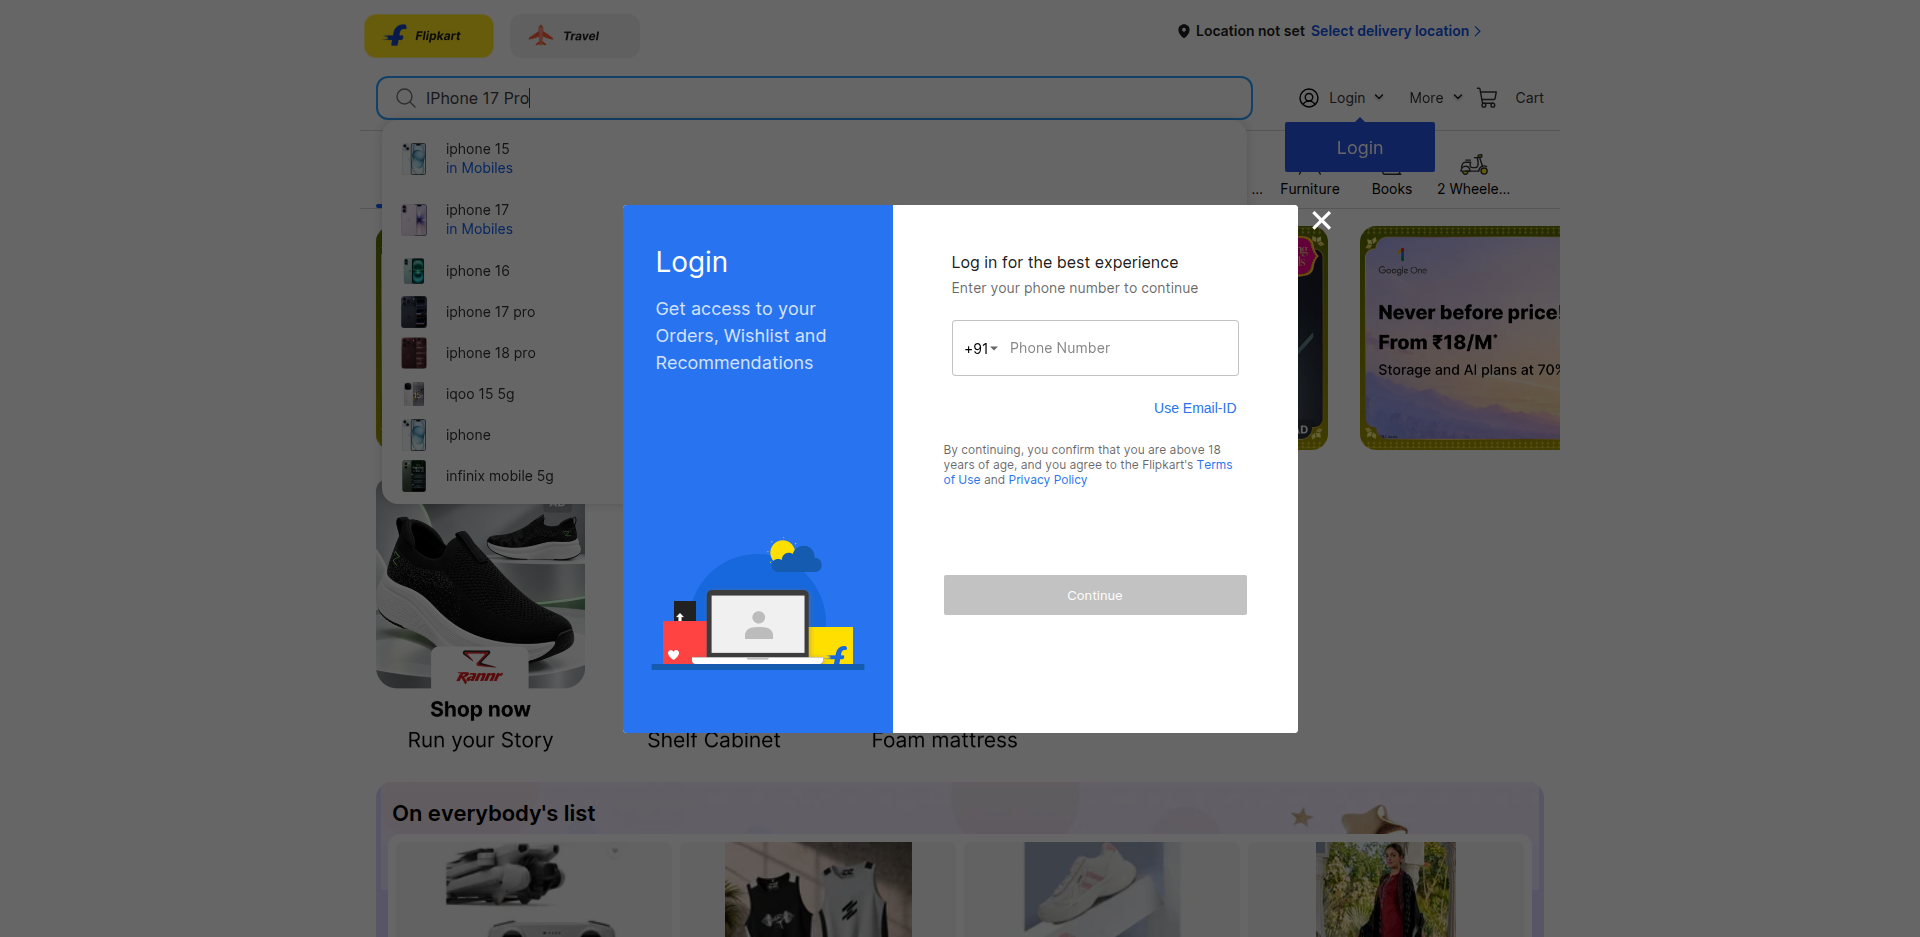 Flipkart
Travel
Location not set Select delivery location
IPhone 17 Pro
Login
More
Cart
Login
iphone 15
in Mobiles
iphone 17
in Mobiles
iphone 16
iphone 17 pro
iphone 18 pro
iqoo 15 5g
iphone
infinix mobile 5g
...
Furniture
Books
2 Wheele...
Login
Get access to your
Orders, Wishlist and
Recommendations
Log in for the best experience
Enter your phone number to continue
+91
Phone Number
Use Email-ID
By continuing, you confirm that you are above 18
years of age, and you agree to the Flipkart's Terms
of Use and Privacy Policy
Continue
Google One
Never before price!
From ₹18/M*
Storage and AI plans at 70%
AD
Rannr
Shop now
Run your Story
Shelf Cabinet
Foam mattress
On everybody's list